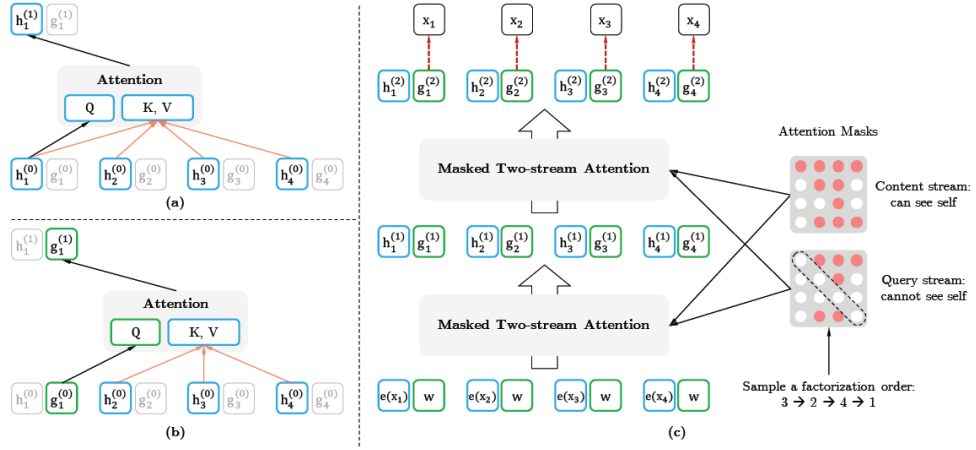 h₁⁽¹⁾ g₁⁽¹⁾
Attention
Q K, V
h₁⁽⁰⁾ g₁⁽⁰⁾ h₂⁽⁰⁾ g₂⁽⁰⁾ h₃⁽⁰⁾ g₃⁽⁰⁾ h₄⁽⁰⁾ g₄⁽⁰⁾
(a)
h₁⁽¹⁾ g₁⁽¹⁾
Attention
Q K, V
h₁⁽⁰⁾ g₁⁽⁰⁾ h₂⁽⁰⁾ g₂⁽⁰⁾ h₃⁽⁰⁾ g₃⁽⁰⁾ h₄⁽⁰⁾ g₄⁽⁰⁾
(b)
x₁ x₂ x₃ x₄
h₁⁽²⁾ g₁⁽²⁾ h₂⁽²⁾ g₂⁽²⁾ h₃⁽²⁾ g₃⁽²⁾ h₄⁽²⁾ g₄⁽²⁾
Masked Two-stream Attention
h₁⁽¹⁾ g₁⁽¹⁾ h₂⁽¹⁾ g₂⁽¹⁾ h₃⁽¹⁾ g₃⁽¹⁾ h₄⁽¹⁾ g₄⁽¹⁾
Masked Two-stream Attention
e(x₁) w e(x₂) w e(x₃) w e(x₄) w
(c)
Attention Masks
Content stream:
can see self
Query stream:
cannot see self
Sample a factorization order:
3 → 2 → 4 → 1